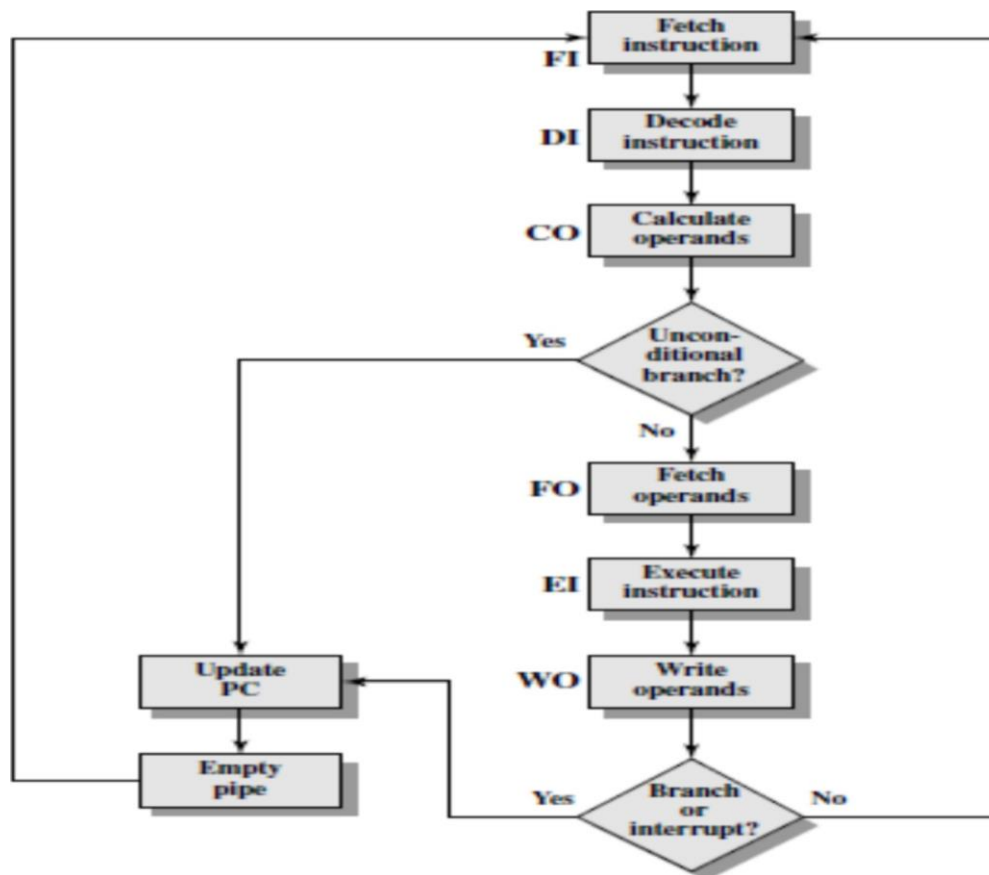 Fetch
instruction
FI
Decode
instruction
DI
Calculate
operands
CO
Uncon-
ditional
branch?
Yes
No
Fetch
operands
FO
Execute
instruction
EI
Update
PC
Write
operands
WO
Empty
pipe
Yes
Branch
or
interrupt?
No